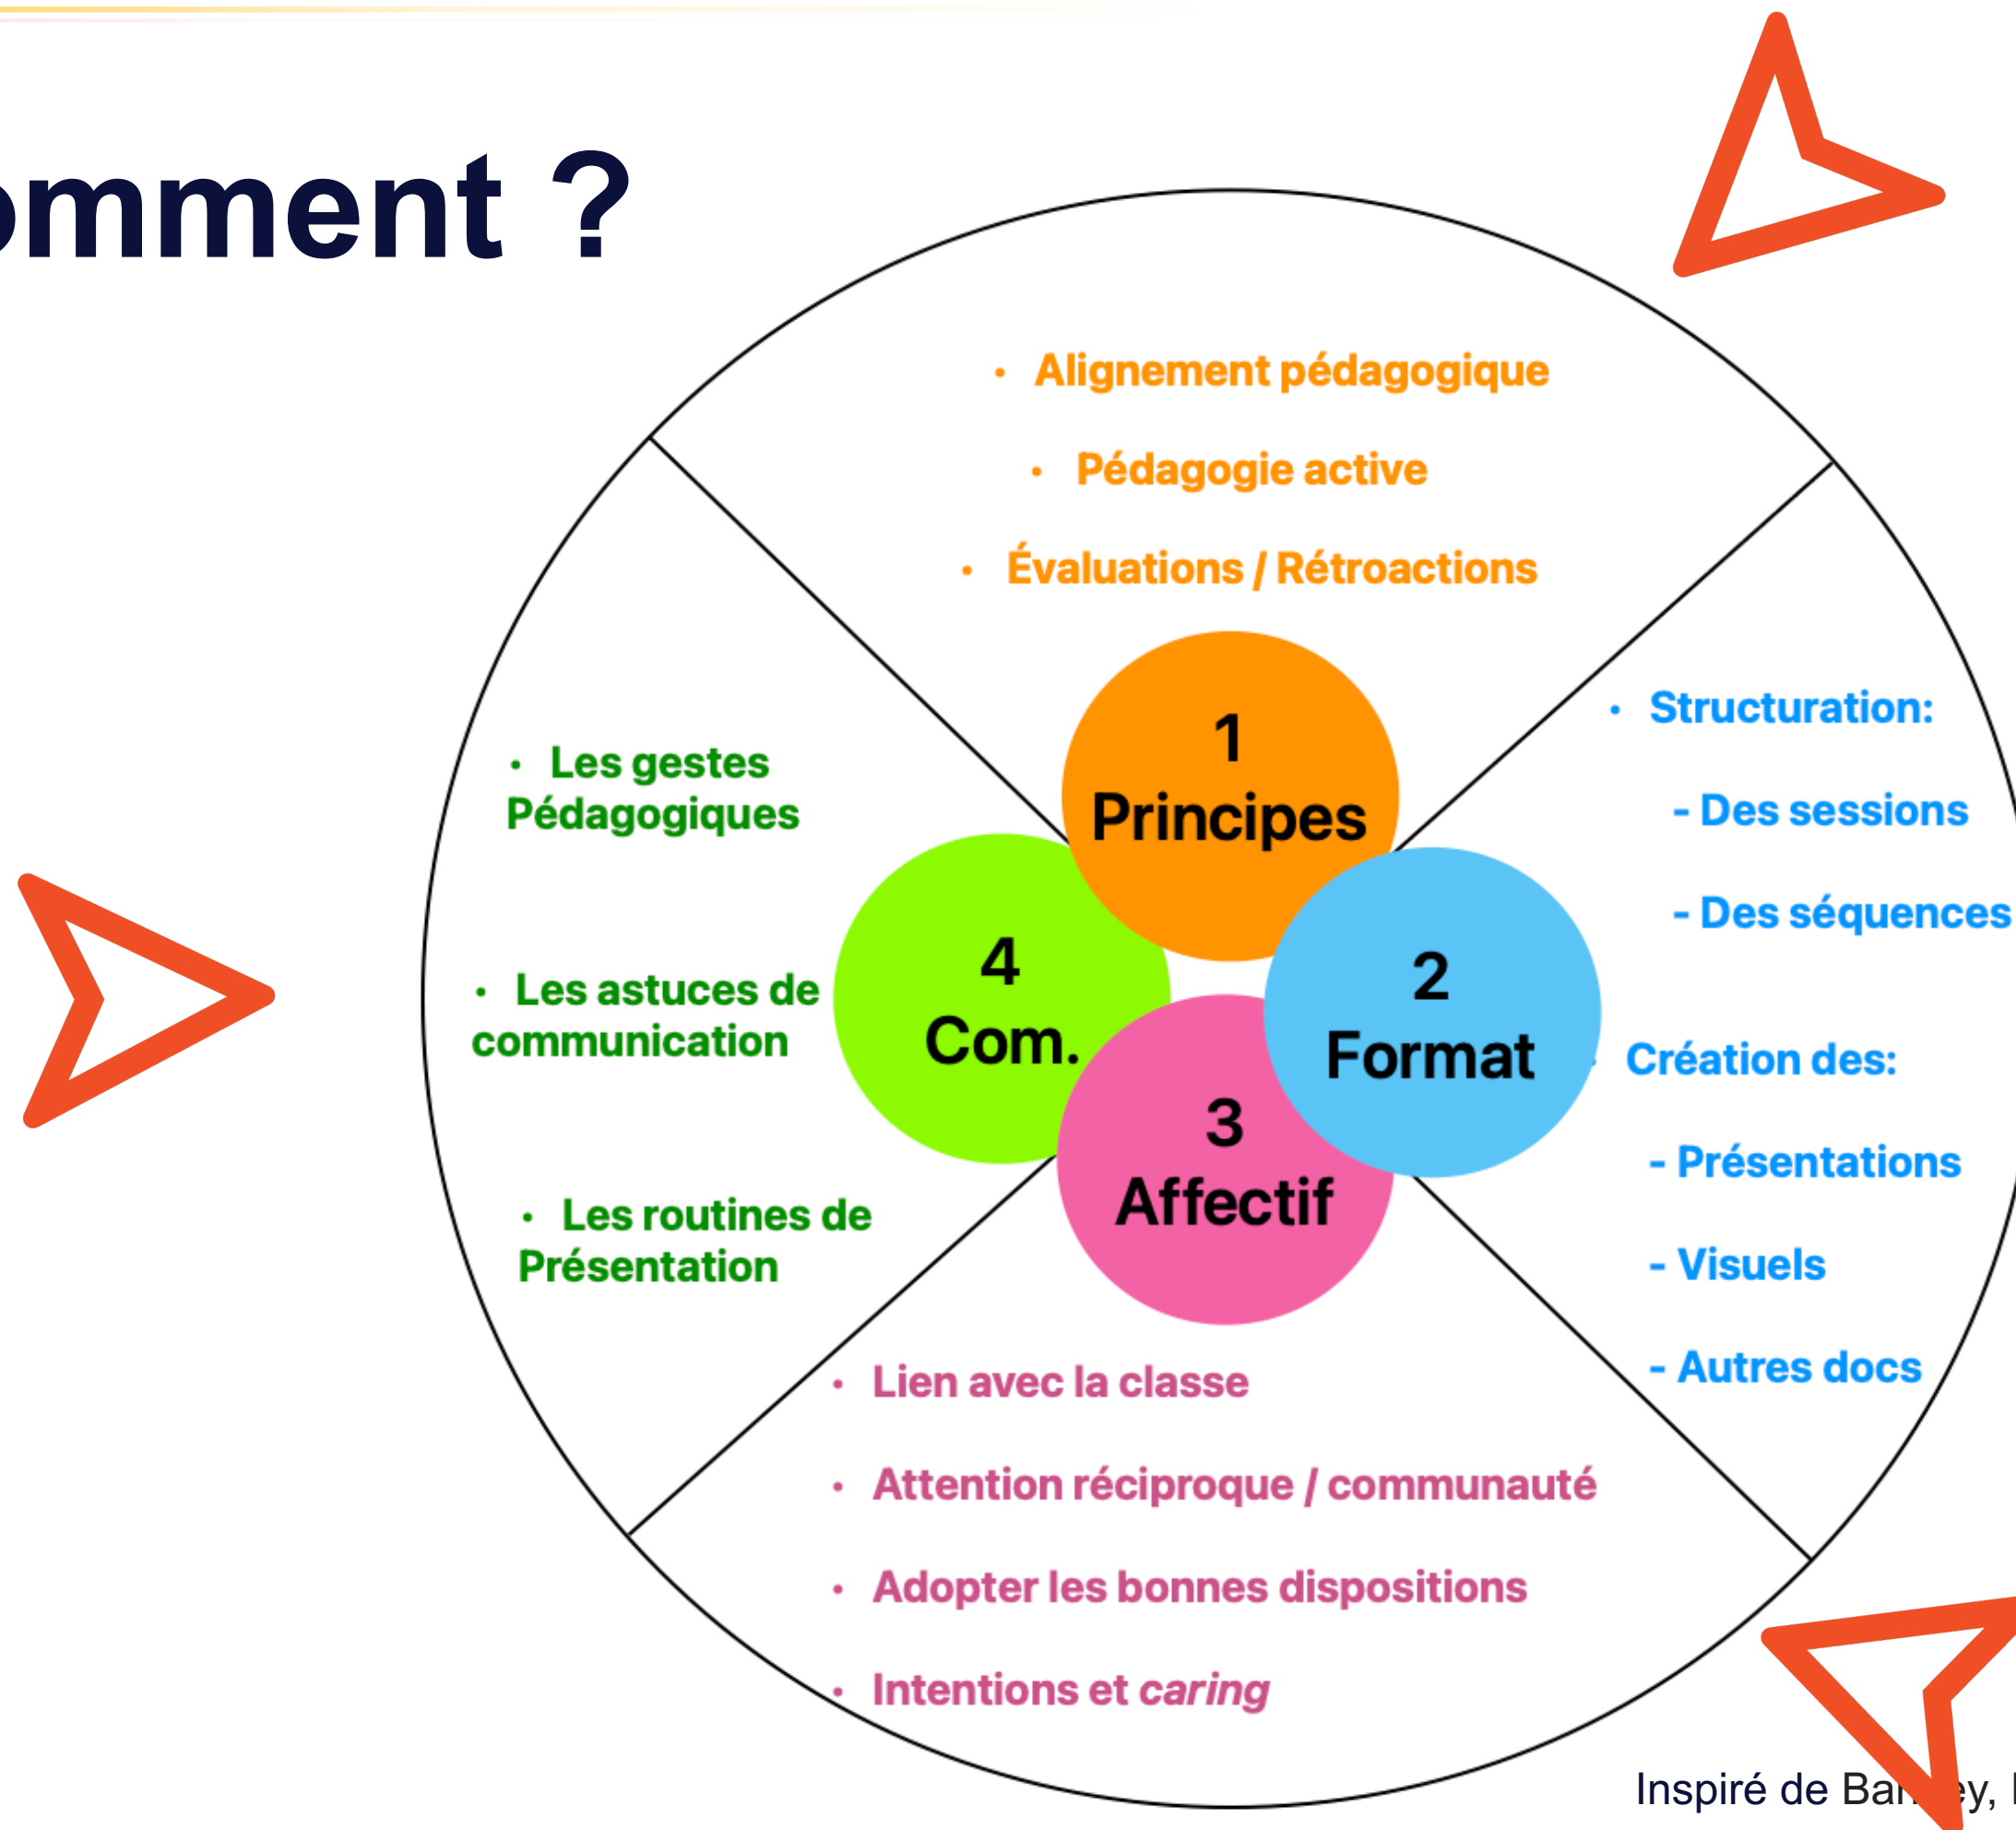 omment ?
• Alignement pédagogique
• Pédagogie active
• Évaluations / Rétroactions
1
Principes
• Structuration:
- Des sessions
- Des séquences
2
Format
• Création des:
- Présentations
- Visuels
- Autres docs
3
Affectif
• Lien avec la classe
• Attention réciproque / communauté
• Adopter les bonnes dispositions
• Intentions et caring
4
Com.
• Les gestes
Pédagogiques
• Les astuces de
communication
• Les routines de
Présentation
Inspiré de